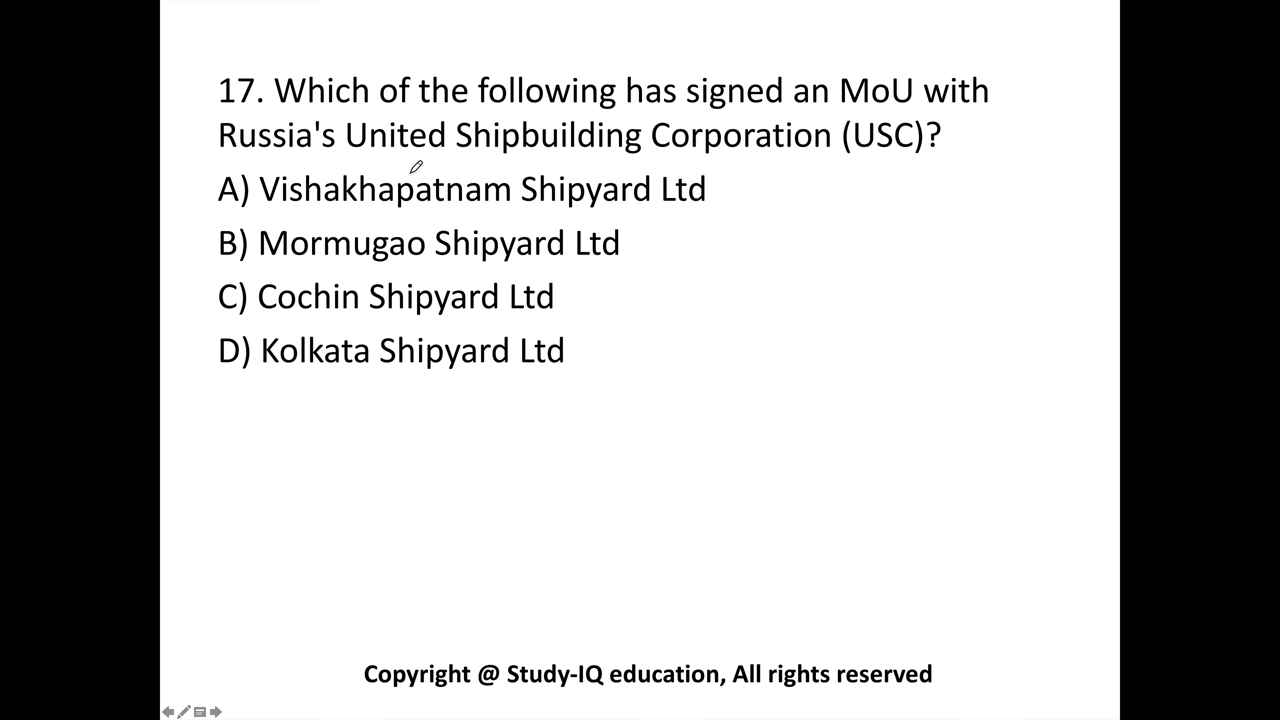 17. Which of the following has signed an MoU with
Russia's United Shipbuilding Corporation (USC)?
A) Vishakhapatnam Shipyard Ltd
B) Mormugao Shipyard Ltd
C) Cochin Shipyard Ltd
D) Kolkata Shipyard Ltd
Copyright @ Study-IQ education, All rights reserved